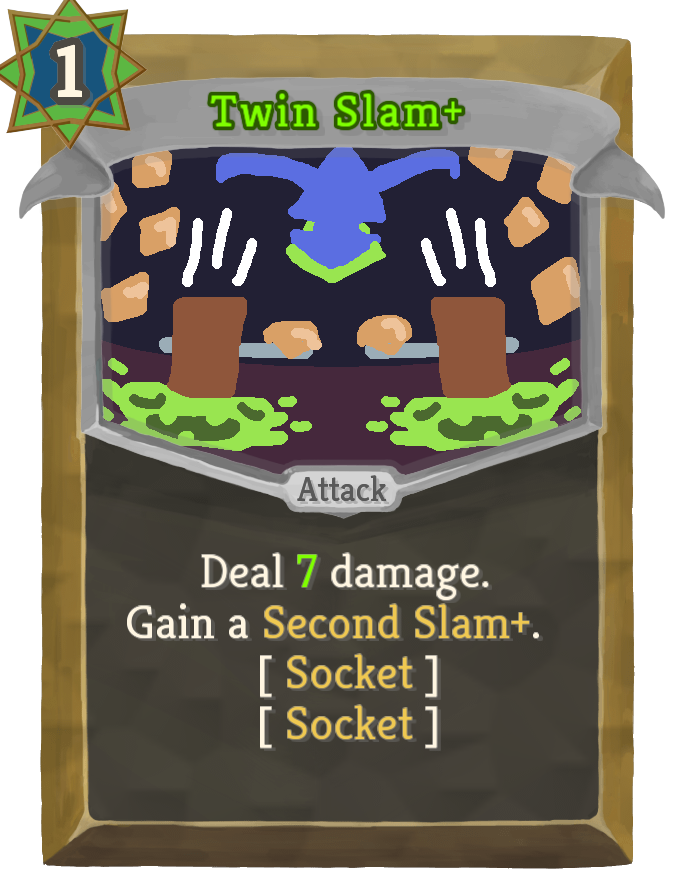 1
Twin Slam+
Attack
Deal 7 damage.
Gain a Second Slam+.
[ Socket ]
[ Socket ]